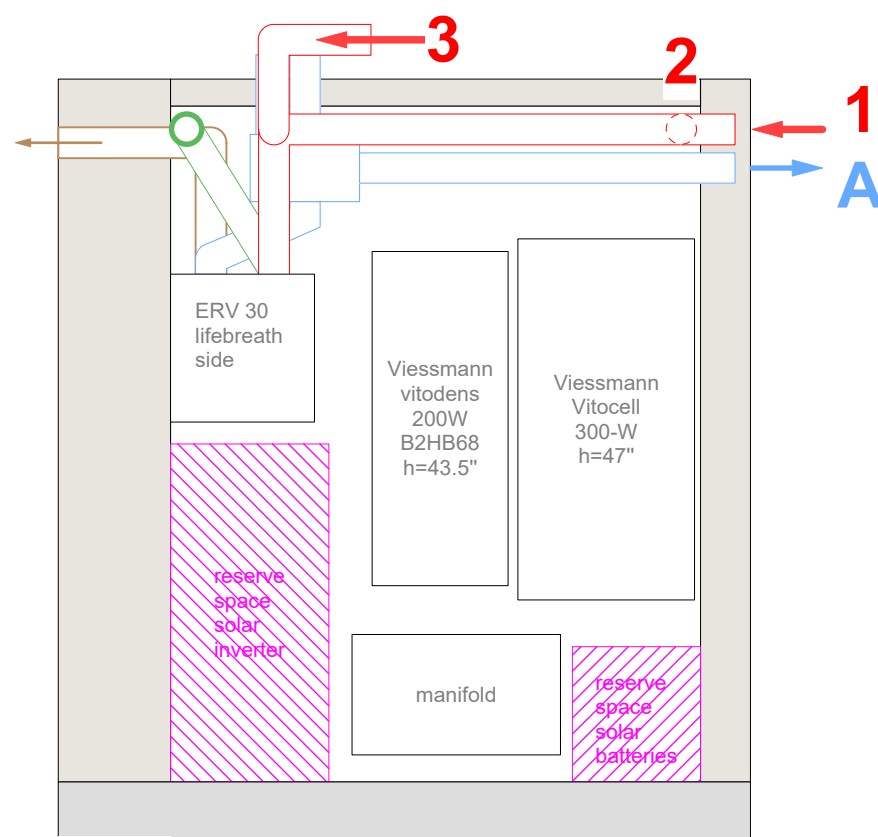 3
2
1
A
ERV 30
lifebreath
side
Viessmann
vitodens
200W
B2HB68
h=43.5"
Viessmann
Vitocell
300-W
h=47"
reserve
space
solar
inverter
manifold
reserve
space
solar
batteries